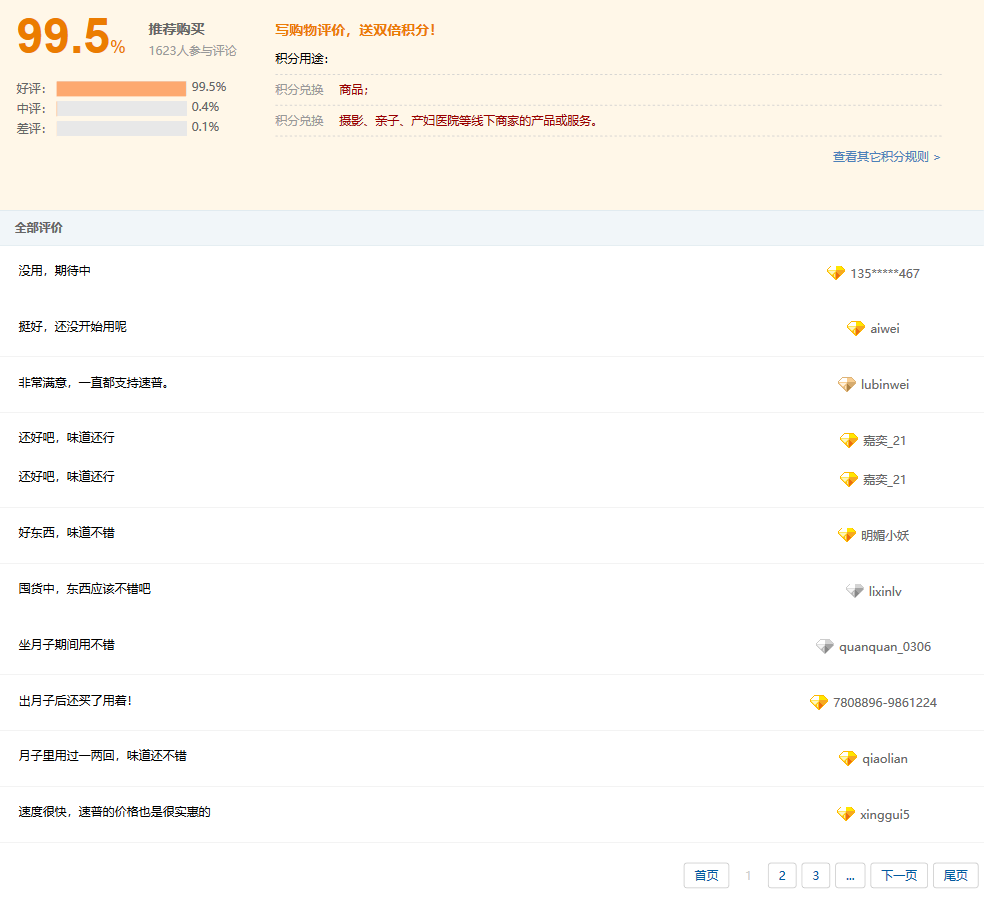 99.5%
推荐购买
1623人参与评论
好评： 99.5%
中评： 0.4%
差评： 0.1%
写购物评价，送双倍积分！
积分用途：
积分兑换 商品；
积分兑换 摄影、亲子、产妇医院等线下商家的产品或服务。
查看其它积分规则 >
全部评价
没用，期待中 135*****467
挺好，还没开始用呢 aiwei
非常满意，一直都支持速普。 lubinwei
还好吧，味道还行 嘉奕_21
还好吧，味道还行 嘉奕_21
好东西，味道不错 明媚小妖
囤货中，东西应该不错吧 lixinlv
坐月子期间用不错 quanquan_0306
出月子后还买了用着！ 7808896-9861224
月子里用过一两回，味道还不错 qiaolian
速度很快，速普的价格也是很实惠的 xinggui5
首页 1 2 3 ... 下一页 尾页